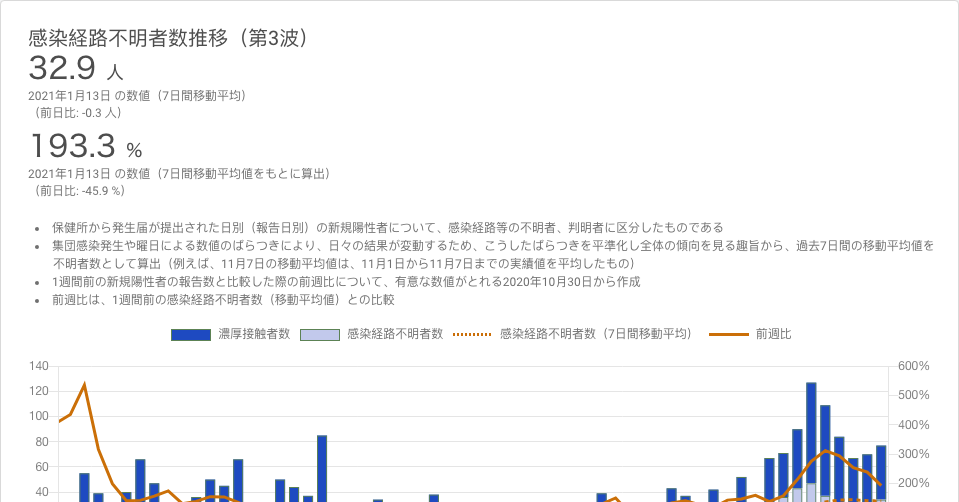 感染経路不明者数推移（第3波）
32.9 人
2021年1月13日 の数値（7日間移動平均）
（前日比: -0.3 人）
193.3 %
2021年1月13日 の数値（7日間移動平均値をもとに算出）
（前日比: -45.9 %）
• 保健所から発生届が提出された日別（報告日別）の新規陽性者について、感染経路等の不明者、判明者に区分したものである
• 集団感染発生や曜日による数値のばらつきにより、日々の結果が変動するため、こうしたばらつきを平準化し全体の傾向を見る趣旨から、過去7日間の移動平均値を
不明者数として算出（例えば、11月7日の移動平均値は、11月1日から11月7日までの実績値を平均したもの）
• 1週間前の新規陽性者の報告数と比較した際の前週比について、有意な数値がとれる2020年10月30日から作成
• 前週比は、1週間前の感染経路不明者数（移動平均値）との比較
濃厚接触者数 感染経路不明者数 感染経路不明者数（7日間移動平均） 前週比
140 600%
120 500%
100 400%
80 300%
60 200%
40